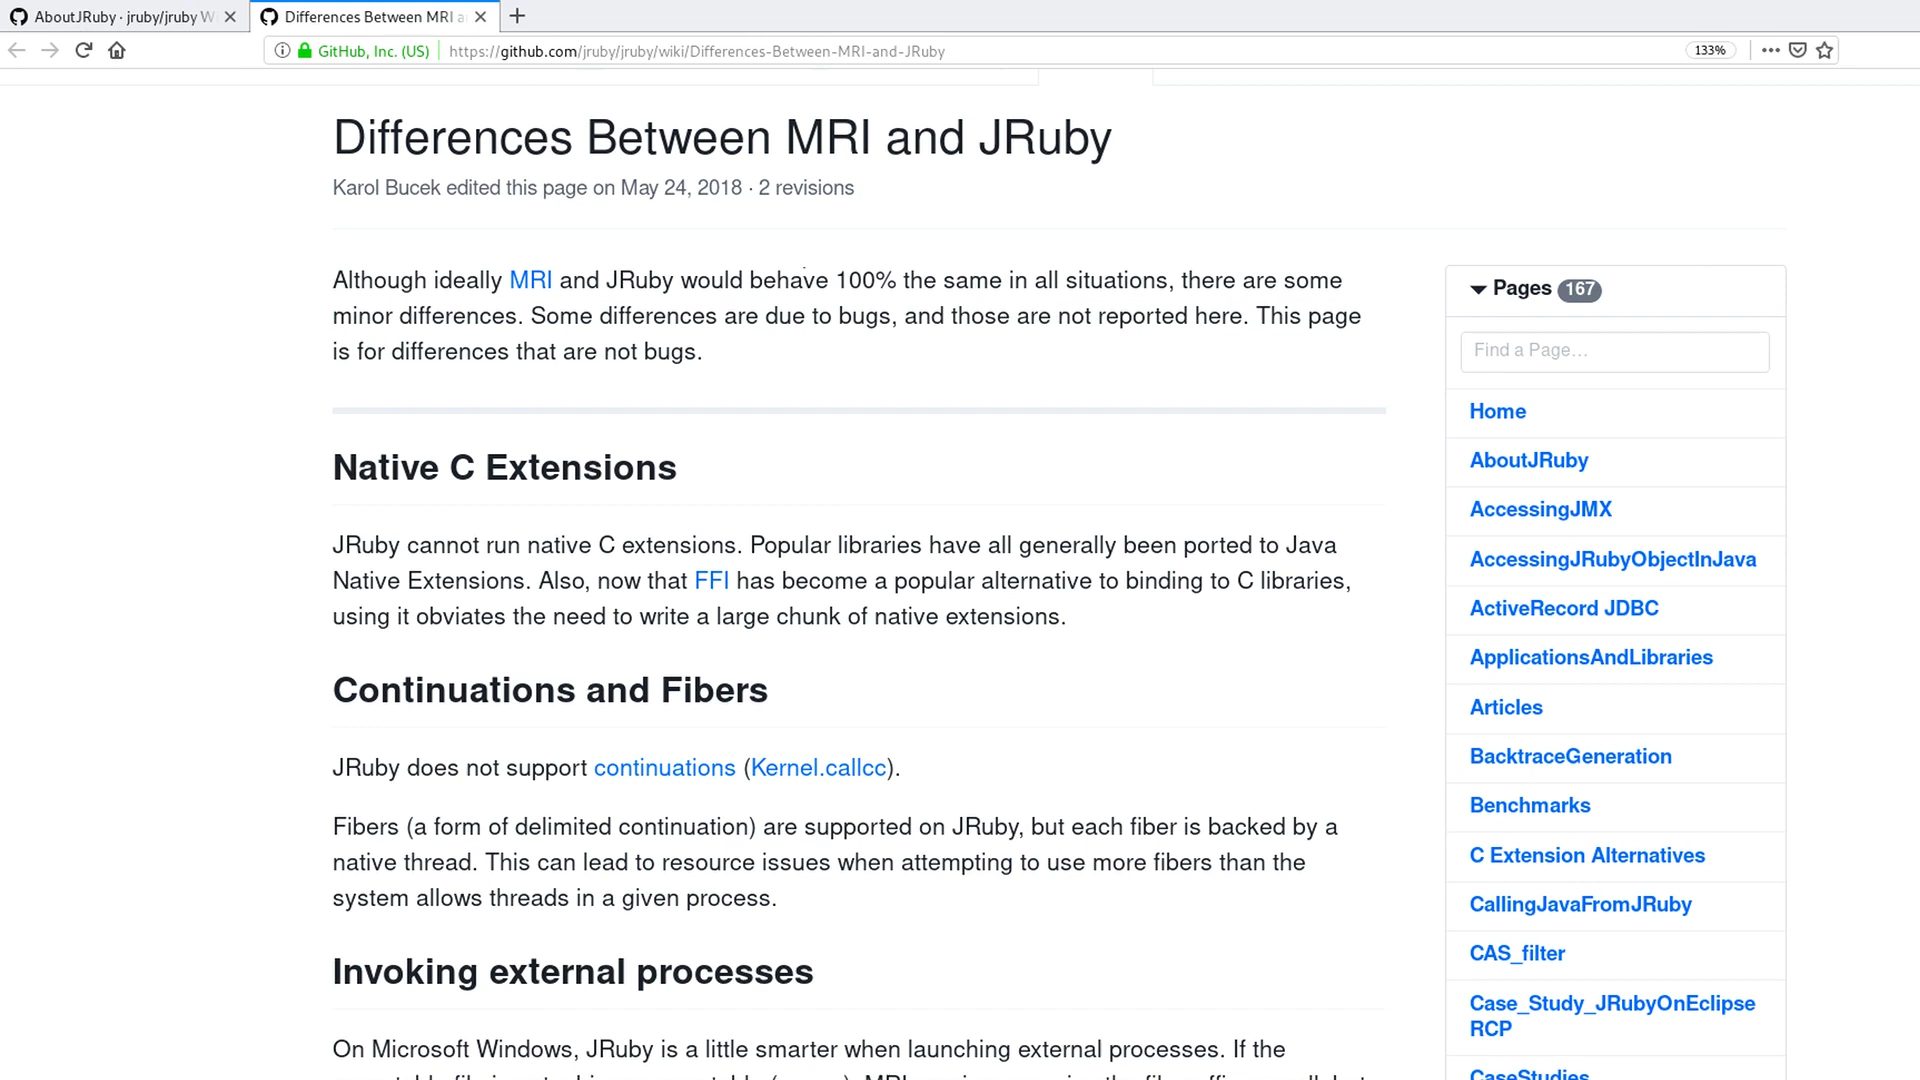 AboutJRuby · jruby/jruby W
Differences Between MRI a
GitHub, Inc. (US)
https://github.com/jruby/jruby/wiki/Differences-Between-MRI-and-JRuby
133%
Differences Between MRI and JRuby
Karol Bucek edited this page on May 24, 2018 · 2 revisions
Although ideally MRI and JRuby would behave 100% the same in all situations, there are some
minor differences. Some differences are due to bugs, and those are not reported here. This page
is for differences that are not bugs.
Native C Extensions
JRuby cannot run native C extensions. Popular libraries have all generally been ported to Java
Native Extensions. Also, now that FFI has become a popular alternative to binding to C libraries,
using it obviates the need to write a large chunk of native extensions.
Continuations and Fibers
JRuby does not support continuations (Kernel.callcc).
Fibers (a form of delimited continuation) are supported on JRuby, but each fiber is backed by a
native thread. This can lead to resource issues when attempting to use more fibers than the
system allows threads in a given process.
Invoking external processes
On Microsoft Windows, JRuby is a little smarter when launching external processes. If the
Pages 167
Find a Page…
Home
AboutJRuby
AccessingJMX
AccessingJRubyObjectInJava
ActiveRecord JDBC
ApplicationsAndLibraries
Articles
BacktraceGeneration
Benchmarks
C Extension Alternatives
CallingJavaFromJRuby
CAS_filter
Case_Study_JRubyOnEclipse
RCP
CaseStudies